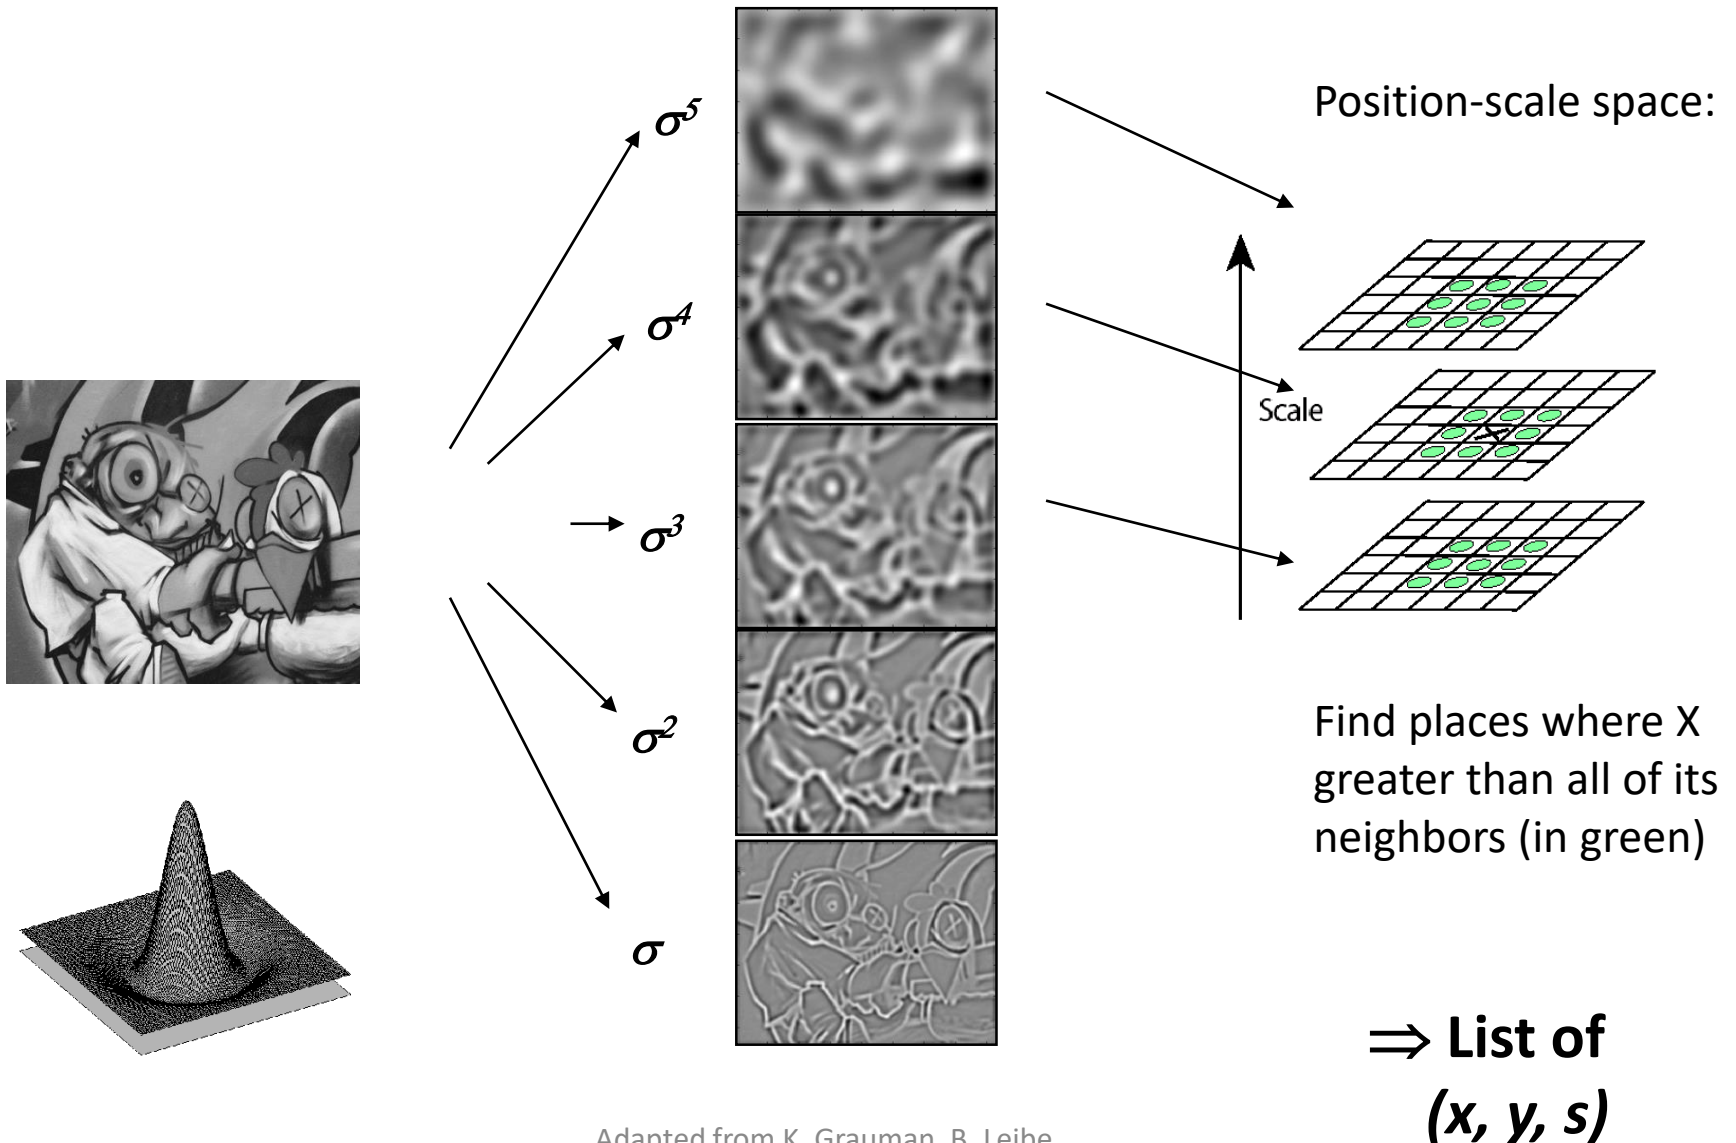 σ⁵
σ⁴
σ³
σ²
σ
Position-scale space:
Scale
X
Find places where X
greater than all of its
neighbors (in green)
⇒ List of
(x, y, s)
Adapted from K. Grauman, B. Leibe